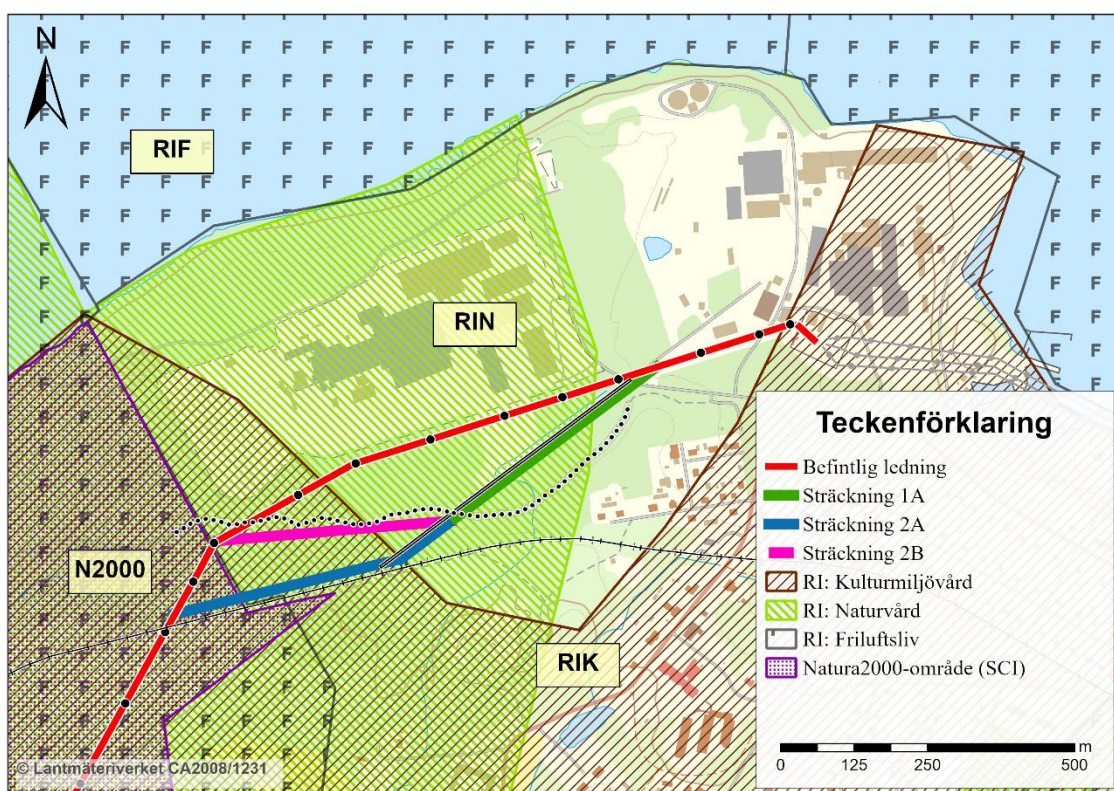 N
RIF
RIN
N2000
RIK
Teckenförklaring
Befintlig ledning
Sträckning 1A
Sträckning 2A
Sträckning 2B
RI: Kulturmiljövård
RI: Naturvård
RI: Friluftsliv
Natura2000-område (SCI)
m
0 125 250 500
© Lantmäteriverket CA2008/1231